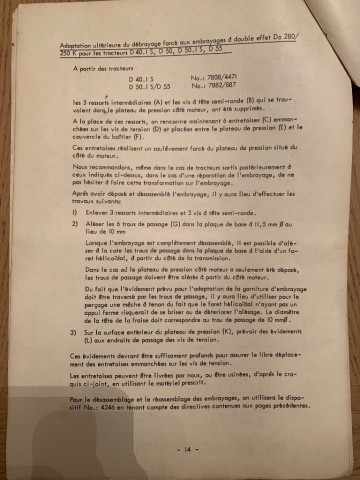 Adaptation ultérieure du débrayage forcé aux embrayages à double effet Do 280/
250 K pour les tracteurs D 40.1 S, D 50, D 50.1 S, D 55
A partir des tracteurs :
D 40.1 S No.: 7808/4471
D 50.1 S/D 55 No.: 7882/887
les 3 ressorts intermédiaires (A) et les vis à tête semi-ronde (B) qui se trou-
vaient dans le plateau de pression côté moteur, ont été supprimés.
A la place de ces ressorts, on rencontre maintenant 6 entretoises (C) emman-
chées sur les vis de tension (D) et placées entre le plateau de pression (E) et le
couvercle du boîtier (F).
Ces entretoises réalisent un soulèvement forcé du plateau de pression situé du
côté du moteur.
Nous recommandons, même dans le cas de tracteurs sortis postérieurement à
ceux indiqués ci-dessus, dans le cas d'une réparation de l'embrayage, de ne
pas hésiter à faire cette transformation sur l'embrayage.
Après avoir déposé et désassemblé l'embrayage, il y aura lieu d'effectuer les
travaux suivants:
1) Enlever 3 ressorts intermédiaires et 3 vis à tête semi-ronde.
2) Aléser les 6 trous de passage (G) dans la plaque de base à 11,5 mm Ø au
lieu de 10 mm
Lorsque l'embrayage est complètement désassemblé, il est possible d'alé-
ser à la cote les trous de passage dans la plaque de base à l'aide d'un fo-
ret hélicoïdal, à partir du côté de la transmission.
Dans le cas où le plateau de pression côté moteur a seulement été déposé,
les trous de passage doivent être alésés à partir du côté moteur.
Du fait que l'évidement prévu pour l'adaptation de la garniture d'embrayage
doit être traversé par les trous de passage, il y aura lieu d'utiliser pour le
perçage une mèche à tenon du fait que le foret hélicoïdal n'ayant pas un
appui ferme risquerait de se briser ou de détériorer l'alésage. Le diamètre
de la tête de la fraise doit correspondre au trou de passage de 10 mmØ.
3) Sur la surface extérieur du plateau de pression (K), prévoir des évidements
(L) aux endroits de passage des vis de tension.
Ces évidements devront être suffisament profonds pour assurer le libre déplace-
ment des entretoises emmanchées sur les vis de tension.
Les entretoises peuvent être livrées par nous, ou être usinées, d'après le cro-
quis ci-joint, en utilisant le matériel prescrit.
Pour le désassemblage et le réassemblage des embrayages, on utilisera le dispo-
sitif No.: 4246 en tenant compte des directives contenues aux pages précédentes.
- 14 -